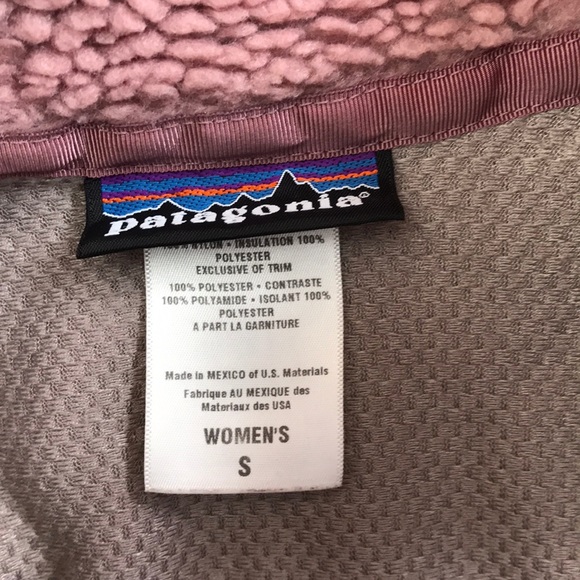 patagonia®
NYLON • INSULATION 100%
POLYESTER
EXCLUSIVE OF TRIM
100% POLYESTER • CONTRASTE
100% POLYAMIDE • ISOLANT 100%
POLYESTER
A PART LA GARNITURE
Made in MEXICO of U.S. Materials
Fabrique AU MEXIQUE des
Materiaux des USA
WOMEN'S
S